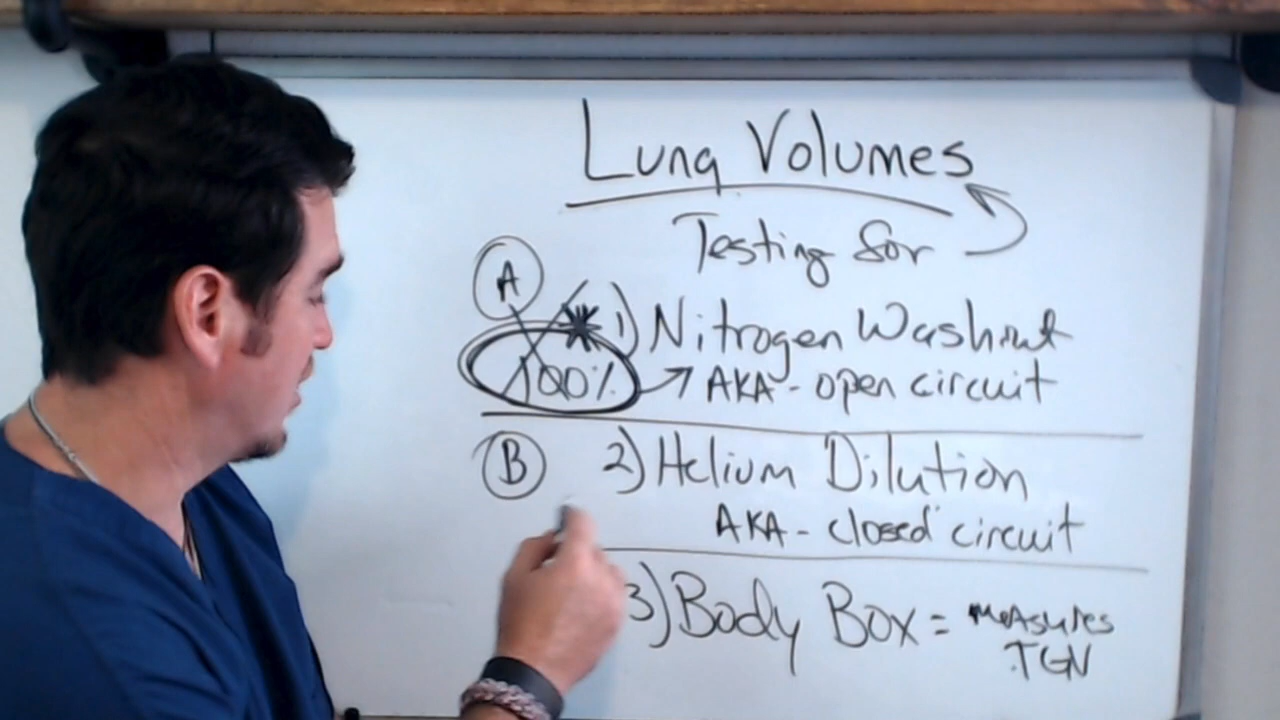 Lung Volumes
Testing for
A
1) Nitrogen Washout
100% AKA - open circuit
B 2) Helium Dilution
AKA - closed circuit
3) Body Box = measures
TGV